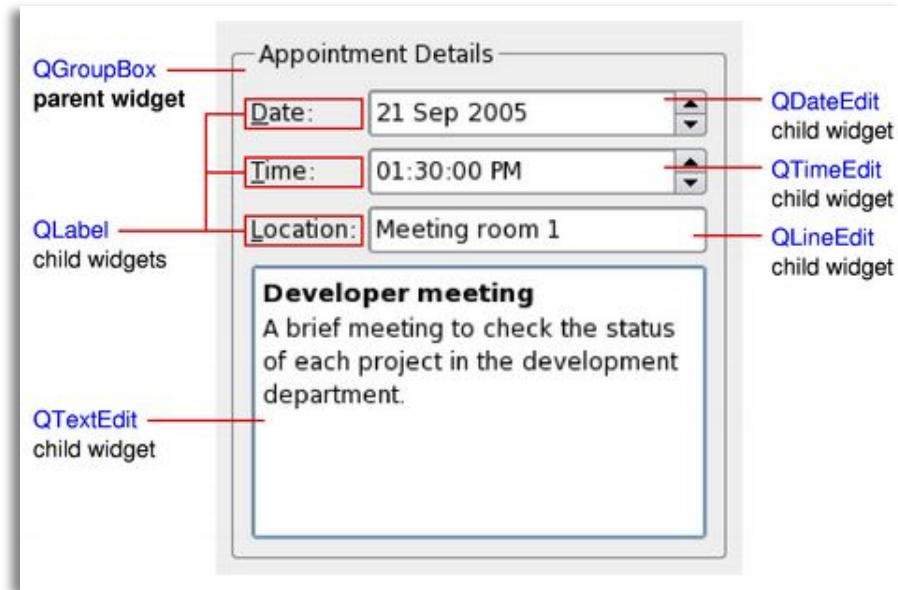 Appointment Details
QGroupBox
parent widget
Date:
21 Sep 2005
QDateEdit
child widget
Time:
01:30:00 PM
QTimeEdit
child widget
QLabel
child widgets
Location:
Meeting room 1
QLineEdit
child widget
Developer meeting
A brief meeting to check the status
of each project in the development
department.
QTextEdit
child widget